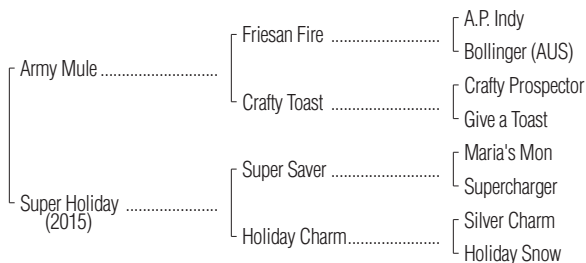 A.P. Indy
Friesan Fire ........................
Bollinger (AUS)
Army Mule ..........................
Crafty Prospector
Crafty Toast ........................
Give a Toast
Maria's Mon
Super Saver ........................
Supercharger
Super Holiday ....................
(2015)
Silver Charm
Holiday Charm....................
Holiday Snow